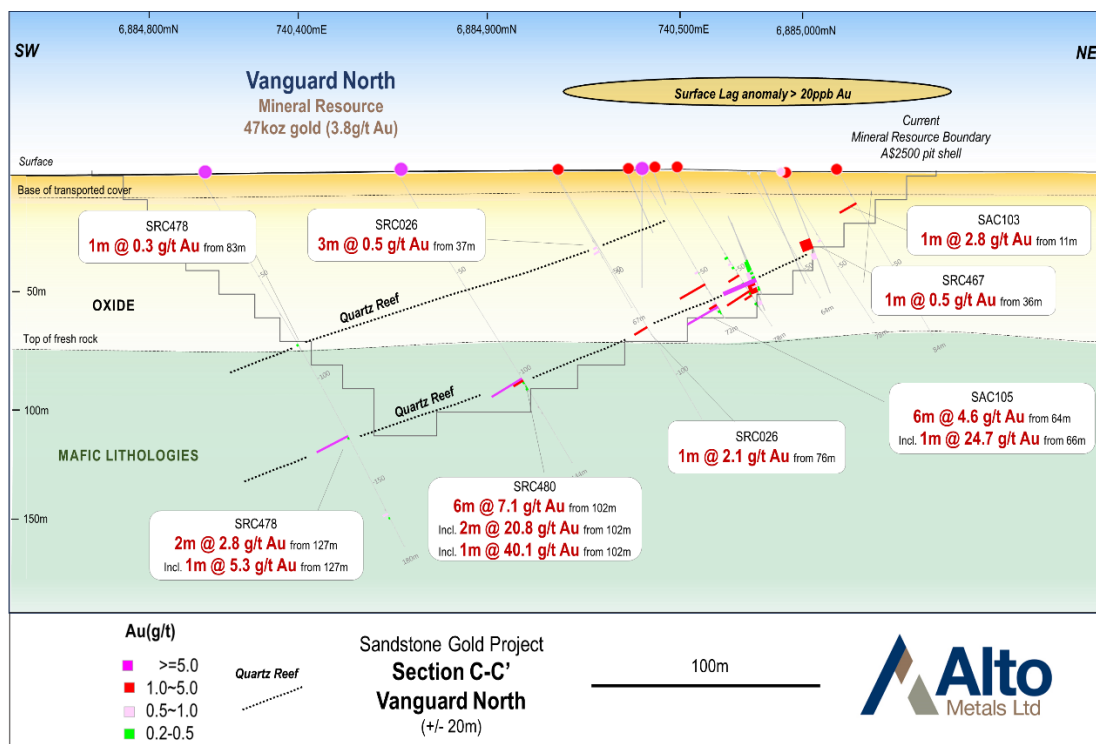 6,884,800mN
740,400mE
6,884,900mN
740,500mE
6,885,000mN
SW
NE
Vanguard North
Mineral Resource
47koz gold (3.8g/t Au)
Surface Lag anomaly > 20ppb Au
Current
Mineral Resource Boundary
A$2500 pit shell
Surface
Base of transported cover
SRC478
1m @ 0.3 g/t Au from 83m
SRC026
3m @ 0.5 g/t Au from 37m
SAC103
1m @ 2.8 g/t Au from 11m
SRC467
1m @ 0.5 g/t Au from 36m
50m
OXIDE
Quartz Reef
Top of fresh rock
67m
73m
64m
-100
-100
-100
100m
Quartz Reef
MAFIC LITHOLOGIES
SAC105
6m @ 4.6 g/t Au from 64m
Incl. 1m @ 24.7 g/t Au from 66m
SRC026
1m @ 2.1 g/t Au from 76m
SRC480
6m @ 7.1 g/t Au from 102m
Incl. 2m @ 20.8 g/t Au from 102m
Incl. 1m @ 40.1 g/t Au from 102m
SRC478
2m @ 2.8 g/t Au from 127m
Incl. 1m @ 5.3 g/t Au from 127m
-150
150m
180m
Au(g/t)
>=5.0
1.0~5.0
0.5~1.0
0.2-0.5
Quartz Reef
Sandstone Gold Project
Section C-C'
Vanguard North
(+/- 20m)
100m
Alto
Metals Ltd